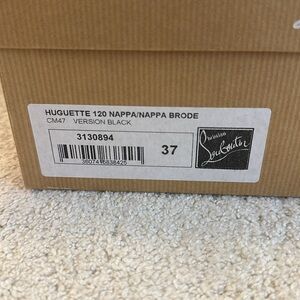 HUGUETTE 120 NAPPA/NAPPA BRODE
CM47 VERSION BLACK
3130894
37
Christian
Louboutin